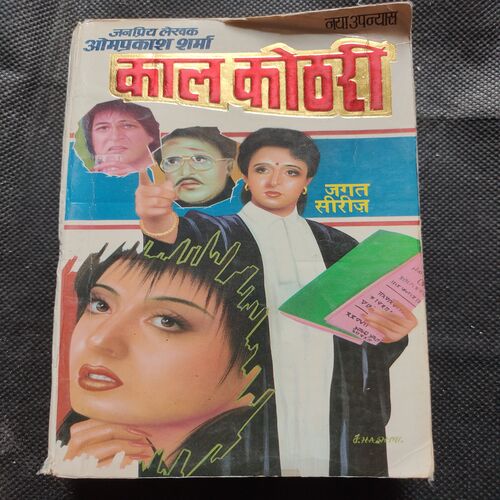 जनप्रिय लेखक
ओमप्रकाश शर्मा
नया उपन्यास
काल कोठरी
जगत
सीरीज़